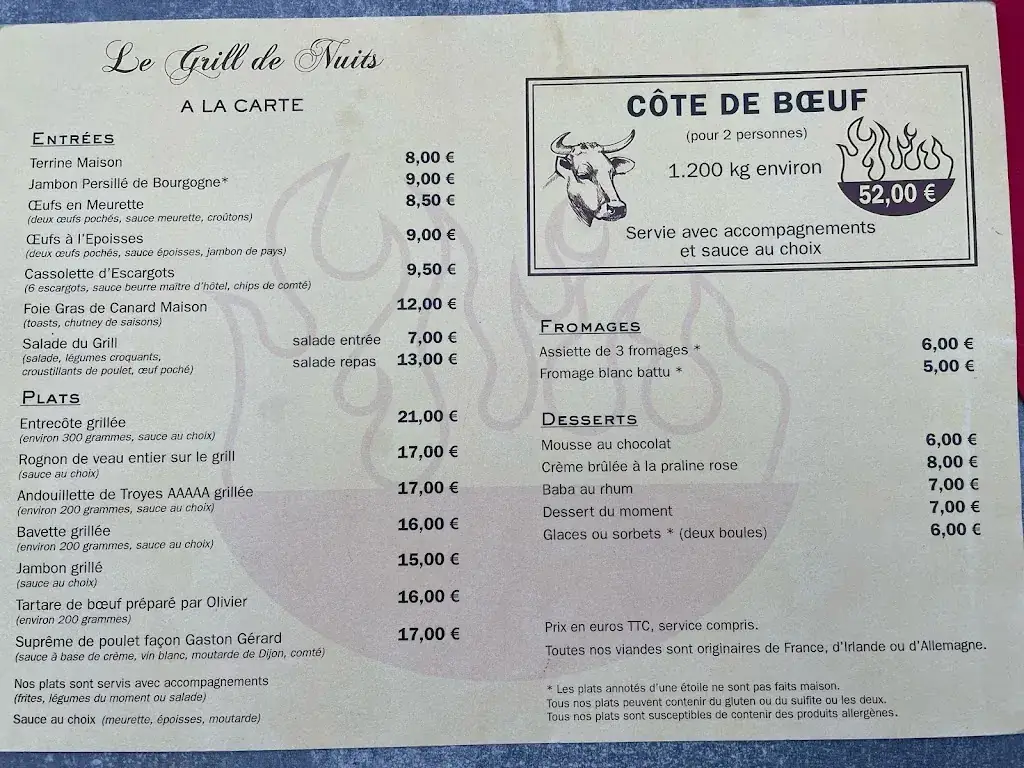 Le Grill de Nuits
A LA CARTE
ENTRÉES
Terrine Maison 8,00 €
Jambon Persillé de Bourgogne* 9,00 €
Œufs en Meurette 8,50 €
(deux œufs pochés, sauce meurette, croûtons)
Œufs à l'Epoisses 9,00 €
(deux œufs pochés, sauce époisses, jambon de pays)
Cassolette d'Escargots 9,50 €
(6 escargots, sauce beurre maître d'hôtel, chips de comté)
Foie Gras de Canard Maison 12,00 €
(toasts, chutney de saisons)
Salade du Grill salade entrée 7,00 €
(salade, légumes croquants, salade repas 13,00 €
croustillants de poulet, œuf poché)
PLATS
Entrecôte grillée 21,00 €
(environ 300 grammes, sauce au choix)
Rognon de veau entier sur le grill 17,00 €
(sauce au choix)
Andouillette de Troyes AAAAA grillée 17,00 €
(environ 200 grammes, sauce au choix)
Bavette grillée 16,00 €
(environ 200 grammes, sauce au choix)
Jambon grillé 15,00 €
(sauce au choix)
Tartare de bœuf préparé par Olivier 16,00 €
(environ 200 grammes)
Suprême de poulet façon Gaston Gérard 17,00 €
(sauce à base de crème, vin blanc, moutarde de Dijon, comté)
Nos plats sont servis avec accompagnements
(frites, légumes du moment ou salade)
Sauce au choix (meurette, époisses, moutarde)
CÔTE DE BŒUF
(pour 2 personnes)
1.200 kg environ
52,00 €
Servie avec accompagnements
et sauce au choix
FROMAGES
Assiette de 3 fromages * 6,00 €
Fromage blanc battu * 5,00 €
DESSERTS
Mousse au chocolat 6,00 €
Crème brûlée à la praline rose 8,00 €
Baba au rhum 7,00 €
Dessert du moment 7,00 €
Glaces ou sorbets * (deux boules) 6,00 €
Prix en euros TTC, service compris.
Toutes nos viandes sont originaires de France, d'Irlande ou d'Allemagne.
* Les plats annotés d'une étoile ne sont pas faits maison.
Tous nos plats peuvent contenir du gluten ou du sulfite ou les deux.
Tous nos plats sont susceptibles de contenir des produits allergènes.